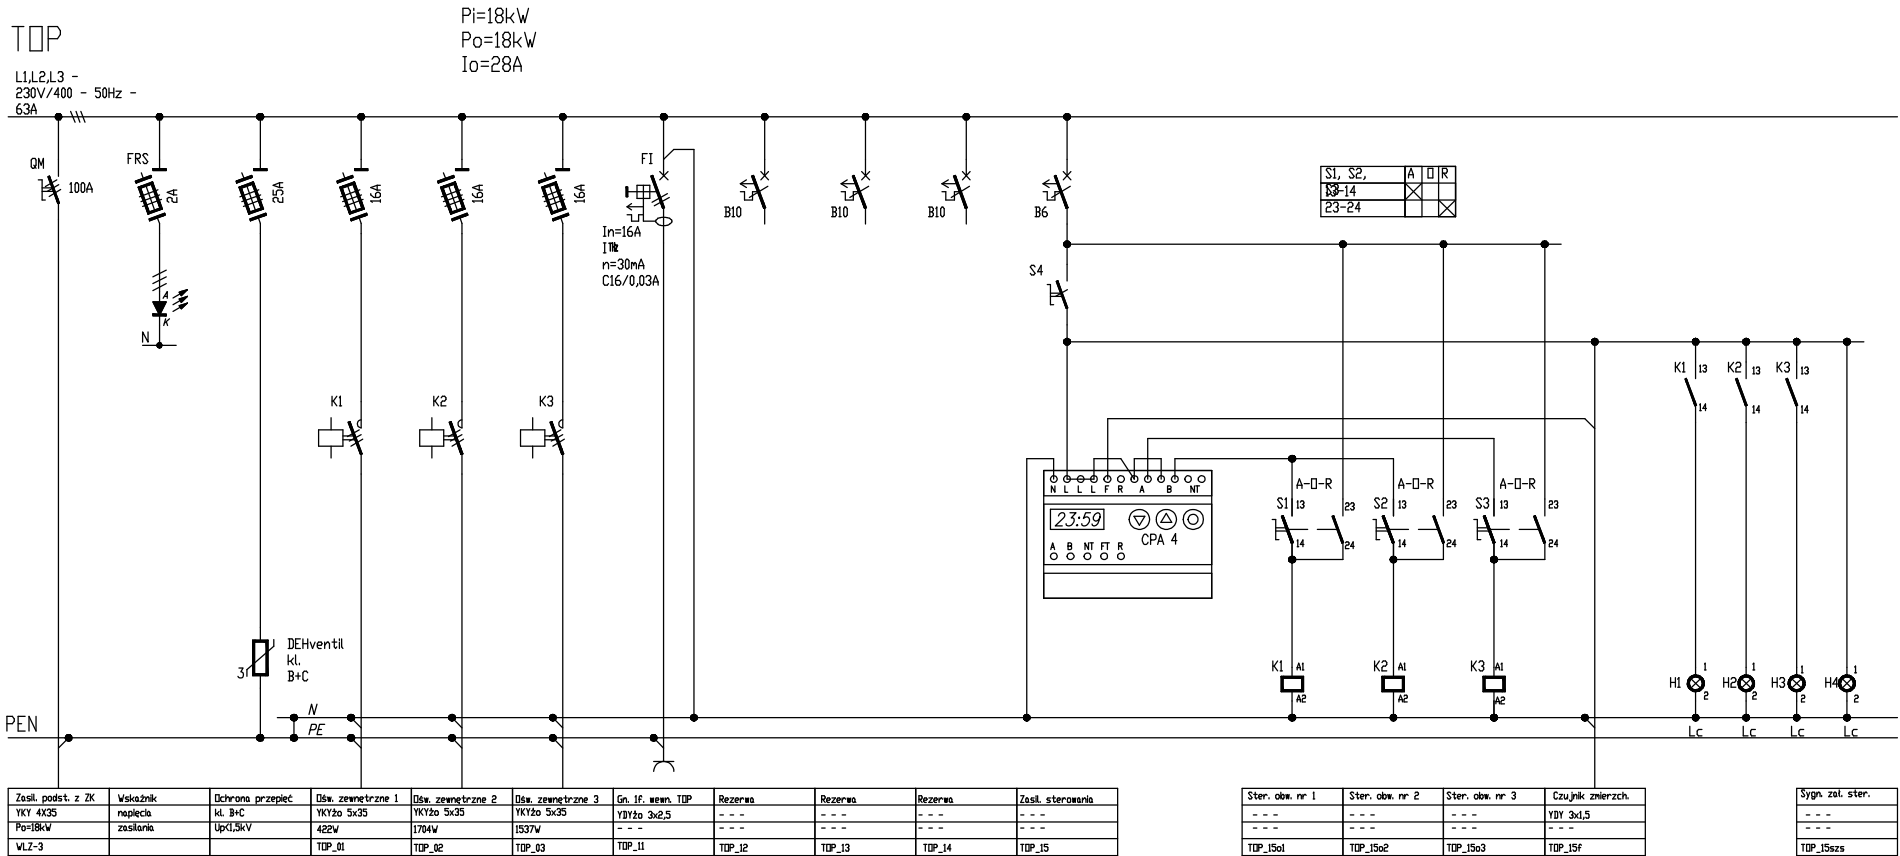 Pi=18kW
Po=18kW
Io=28A
TOP
L1,L2,L3 -
230V/400 - 50Hz -
63A
QM
100A
FRS
2A
25A
16A
16A
16A
FI
In=16A
n=30mA
C16/0,03A
B10
B10
B10
B6
S1, S2, A O R
13-14
23-24
S4
A
K
N
K1
K2
K3
K1 13
14
K2 13
14
K3 13
14
N L L L F R A B NT
23:59
CPA 4
A B NT FT R
A-O-R
A-O-R
A-O-R
S1 13
14
23
24
S2 13
14
23
24
S3 13
14
23
24
DEHventil
kl.
B+C
3
K1 A1
A2
K2 A1
A2
K3 A1
A2
H1 1
2
H2 1
2
H3 1
2
H4 1
2
Lc Lc Lc Lc
PEN
N
PE
Zasil. podst. z ZK Wskaźnik Ochrona przepięć Ośw. zewnętrzne 1 Ośw. zewnętrzne 2 Ośw. zewnętrzne 3 Gn. 1f. wewn. TOP Rezerwa Rezerwa Rezerwa Zasil. sterowania
YKY 4X35 napięcia kl. B+C YKYżo 5x35 YKYżo 5x35 YKYżo 5x35 YDYżo 3x2,5 - - - - - - - - - - - -
Po=18kW zasilania Up<1,5kV 422W 1704W 1537W - - - - - - - - - - - - - - -
WLZ-3 TOP_01 TOP_02 TOP_03 TOP_11 TOP_12 TOP_13 TOP_14 TOP_15
Ster. obw. nr 1 Ster. obw. nr 2 Ster. obw. nr 3 Czujnik zmierzch.
- - - - - - - - - YDY 3x1,5
- - - - - - - - - - - -
TOP_15o1 TOP_15o2 TOP_15o3 TOP_15f
Sygn. zał. ster.
- - -
- - -
TOP_15szs